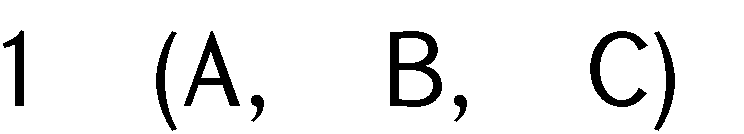 1 (A, B, C)